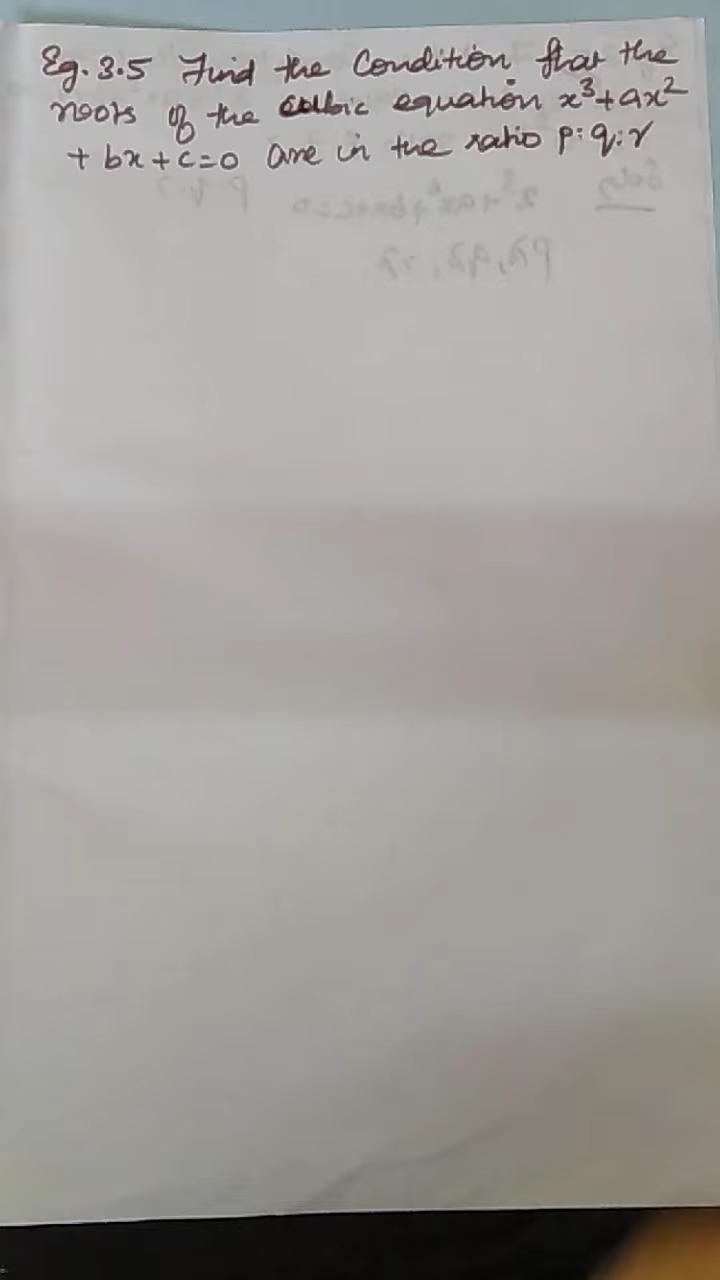 Eg. 3.5 Find the Condition that the
roots of the cubic equation x³+ax²
+ bx+c=0 are in the ratio p:q:r